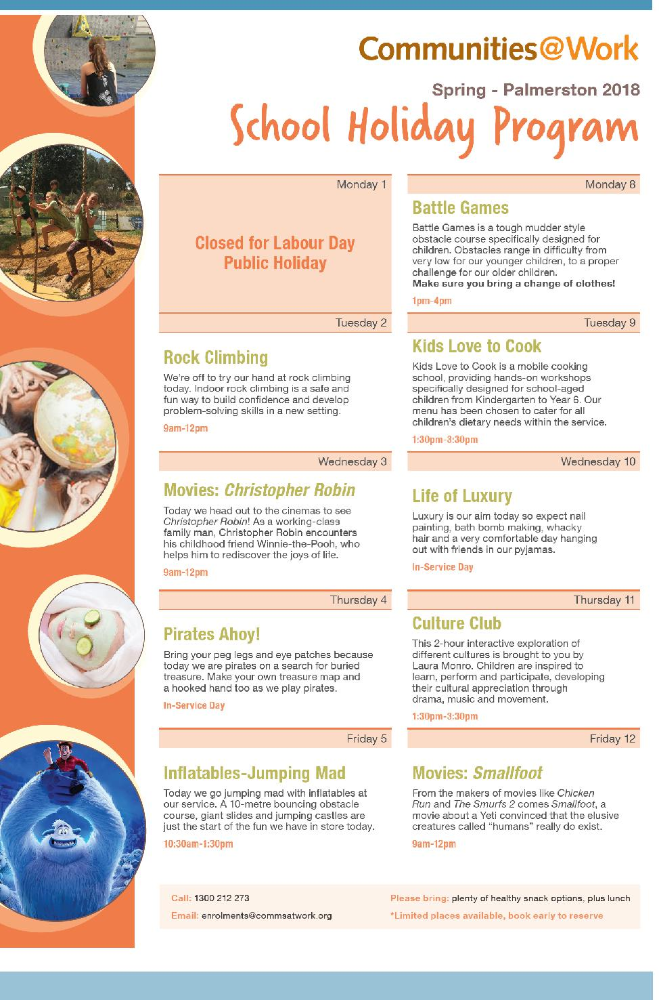 Communities@Work
Spring - Palmerston 2018
School Holiday Program
Monday 1
Closed for Labour Day
Public Holiday
Tuesday 2
Rock Climbing
We're off to try our hand at rock climbing
today. Indoor rock climbing is a safe and
fun way to build confidence and develop
problem-solving skills in a new setting.
9am-12pm
Wednesday 3
Movies: Christopher Robin
Today we head out to the cinemas to see
Christopher Robin! As a working-class
family man, Christopher Robin encounters
his childhood friend Winnie-the-Pooh, who
helps him to rediscover the joys of life.
9am-12pm
Thursday 4
Pirates Ahoy!
Bring your peg legs and eye patches because
today we are pirates on a search for buried
treasure. Make your own treasure map and
a hooked hand too as we play pirates.
In-Service Day
Friday 5
Inflatables-Jumping Mad
Today we go jumping mad with inflatables at
our service. A 10-metre bouncing obstacle
course, giant slides and jumping castles are
just the start of the fun we have in store today.
10:30am-1:30pm
Monday 8
Battle Games
Battle Games is a tough mudder style
obstacle course specifically designed for
children. Obstacles range in difficulty from
very low for our younger children, to a proper
challenge for our older children.
Make sure you bring a change of clothes!
1pm-4pm
Tuesday 9
Kids Love to Cook
Kids Love to Cook is a mobile cooking
school, providing hands-on workshops
specifically designed for school-aged
children from Kindergarten to Year 6. Our
menu has been chosen to cater for all
children's dietary needs within the service.
1:30pm-3:30pm
Wednesday 10
Life of Luxury
Luxury is our aim today so expect nail
painting, bath bomb making, whacky
hair and a very comfortable day hanging
out with friends in our pyjamas.
In-Service Day
Thursday 11
Culture Club
This 2-hour interactive exploration of
different cultures is brought to you by
Laura Monro. Children are inspired to
learn, perform and participate, developing
their cultural appreciation through
drama, music and movement.
1:30pm-3:30pm
Friday 12
Movies: Smallfoot
From the makers of movies like Chicken
Run and The Smurfs 2 comes Smallfoot, a
movie about a Yeti convinced that the elusive
creatures called "humans" really do exist.
9am-12pm
Call: 1300 212 273
Email: enrolments@commsatwork.org
Please bring: plenty of healthy snack options, plus lunch
*Limited places available, book early to reserve